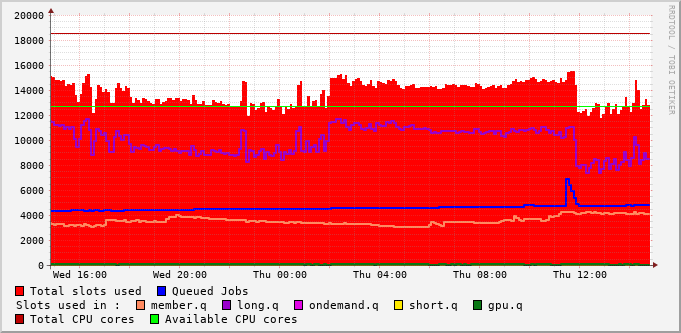 20000
18000
16000
14000
12000
10000
8000
6000
4000
2000
0
Wed 16:00 Wed 20:00 Thu 00:00 Thu 04:00 Thu 08:00 Thu 12:00
Total slots used Queued Jobs
Slots used in : member.q long.q ondemand.q short.q gpu.q
Total CPU cores Available CPU cores
RRDTOOL / TOBI OETIKER